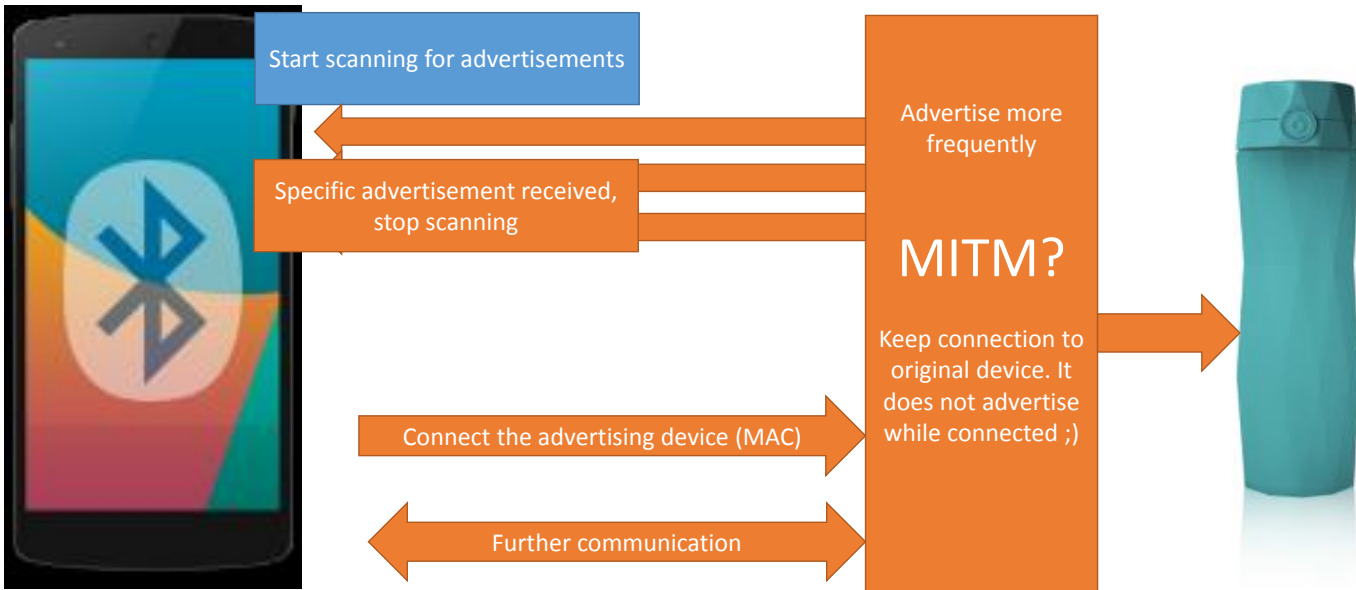 Start scanning for advertisements
Specific advertisement received,
stop scanning
Advertise more
frequently
MITM?
Keep connection to
original device. It
does not advertise
while connected ;)
Connect the advertising device (MAC)
Further communication